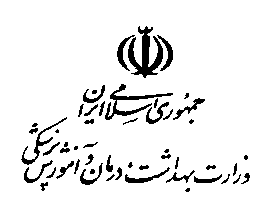 جمهوری اسلامی ایران
وزارت بهداشت، درمان و آموزش پزشکی